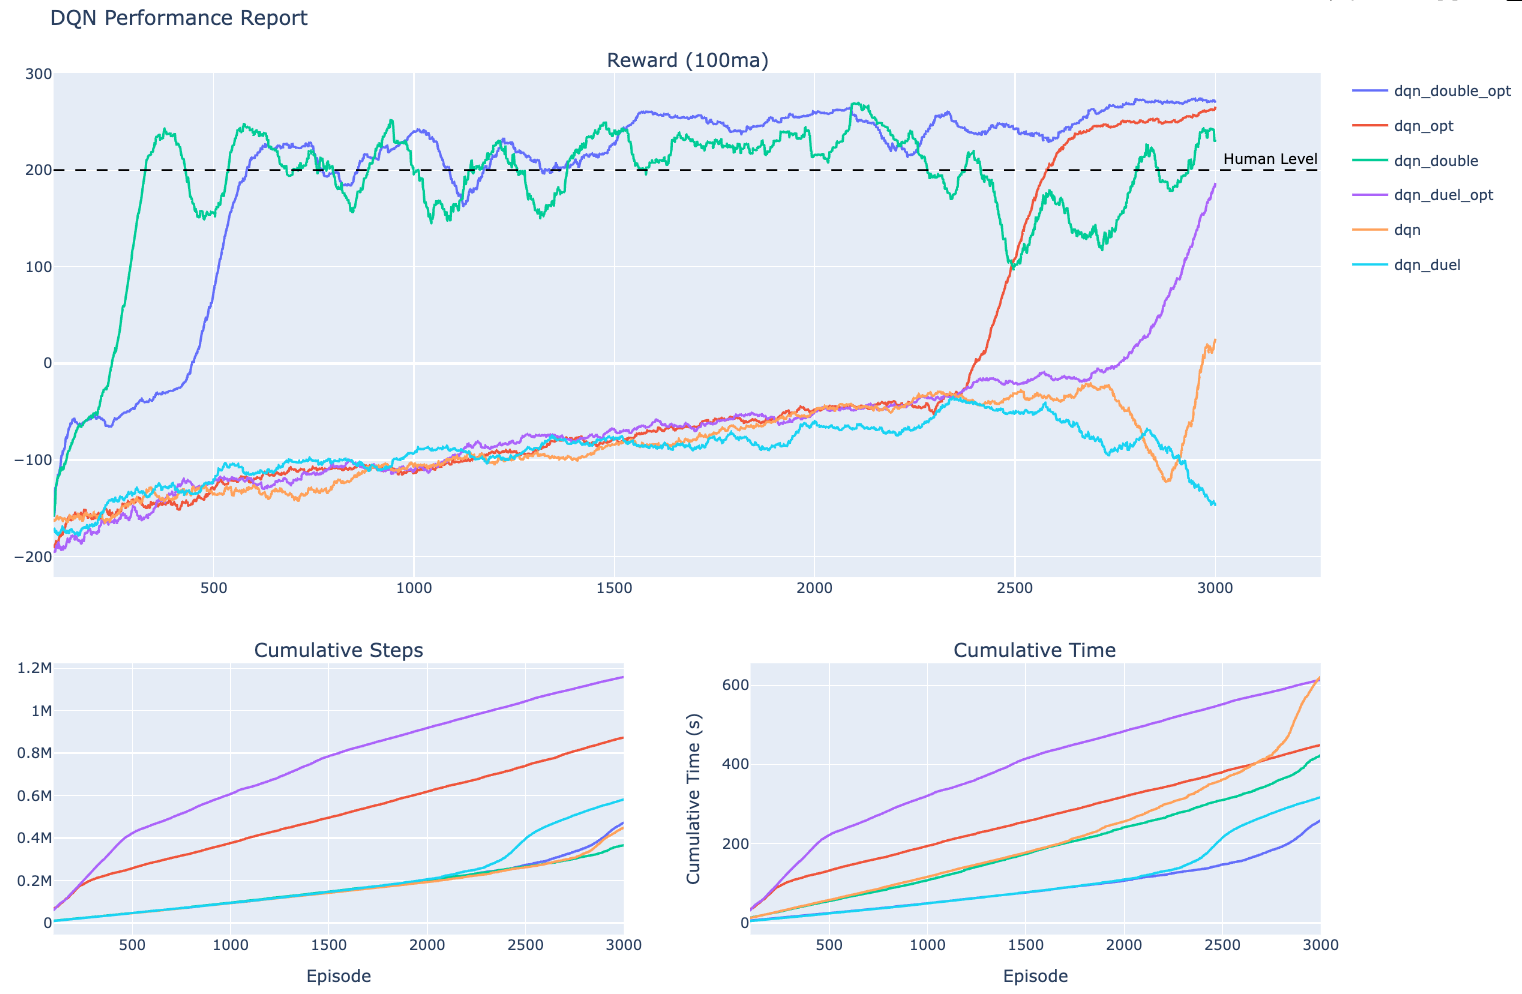 DQN Performance Report
Reward (100ma)
300
200
100
0
−100
−200
Human Level
500 1000 1500 2000 2500 3000
dqn_double_opt
dqn_opt
dqn_double
dqn_duel_opt
dqn
dqn_duel
Cumulative Steps
1.2M
1M
0.8M
0.6M
0.4M
0.2M
0
500 1000 1500 2000 2500 3000
Episode
Cumulative Time
Cumulative Time (s)
600
400
200
0
500 1000 1500 2000 2500 3000
Episode